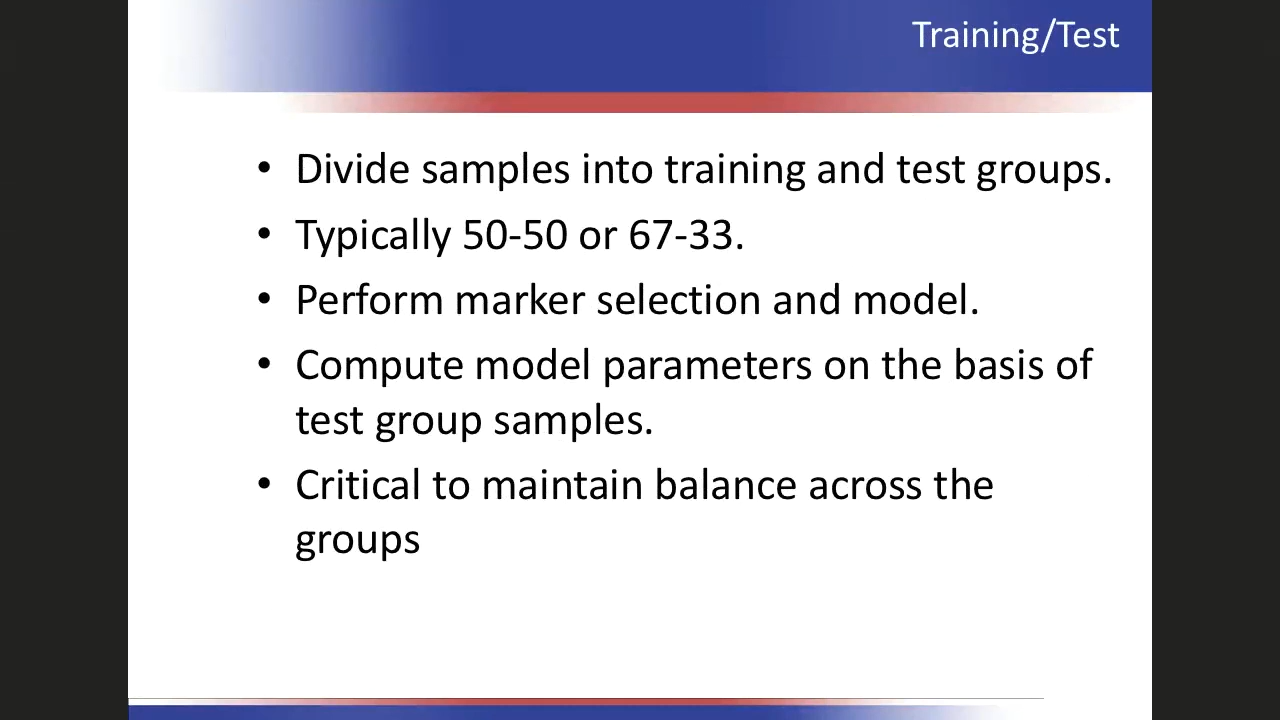 Training/Test
• Divide samples into training and test groups.
• Typically 50-50 or 67-33.
• Perform marker selection and model.
• Compute model parameters on the basis of
test group samples.
• Critical to maintain balance across the
groups